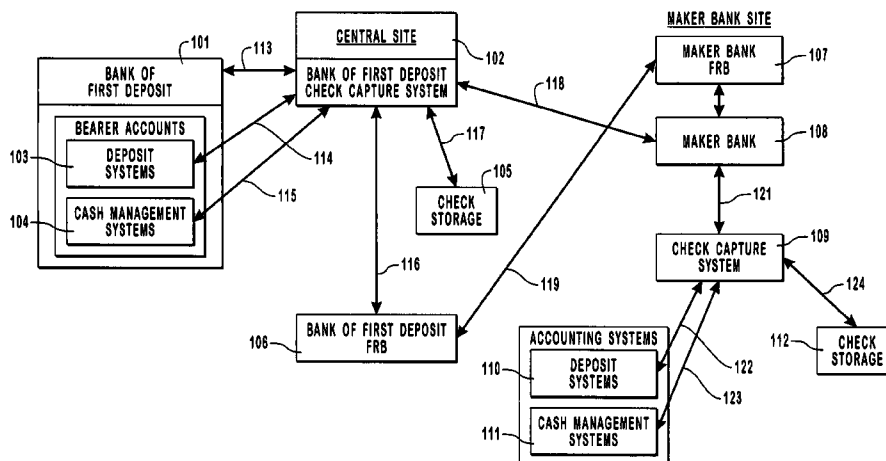 101
113
BANK OF
FIRST DEPOSIT
BEARER ACCOUNTS
103
DEPOSIT
SYSTEMS
104
CASH MANAGEMENT
SYSTEMS
114
115
CENTRAL SITE
102
BANK OF FIRST DEPOSIT
CHECK CAPTURE SYSTEM
118
117
105
CHECK
STORAGE
116
119
106
BANK OF FIRST DEPOSIT
FRB
MAKER BANK SITE
MAKER BANK
FRB
107
MAKER BANK
108
121
CHECK CAPTURE
SYSTEM
109
124
112
CHECK
STORAGE
ACCOUNTING SYSTEMS
122
110
DEPOSIT
SYSTEMS
123
111
CASH MANAGEMENT
SYSTEMS